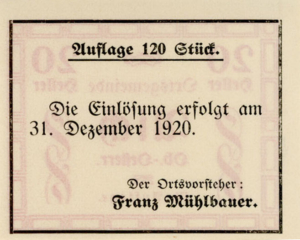 Auflage 120 Stück.
Die Einlösung erfolgt am
31. Dezember 1920.
Der Ortsvorsteher:
Franz Mühlbauer.